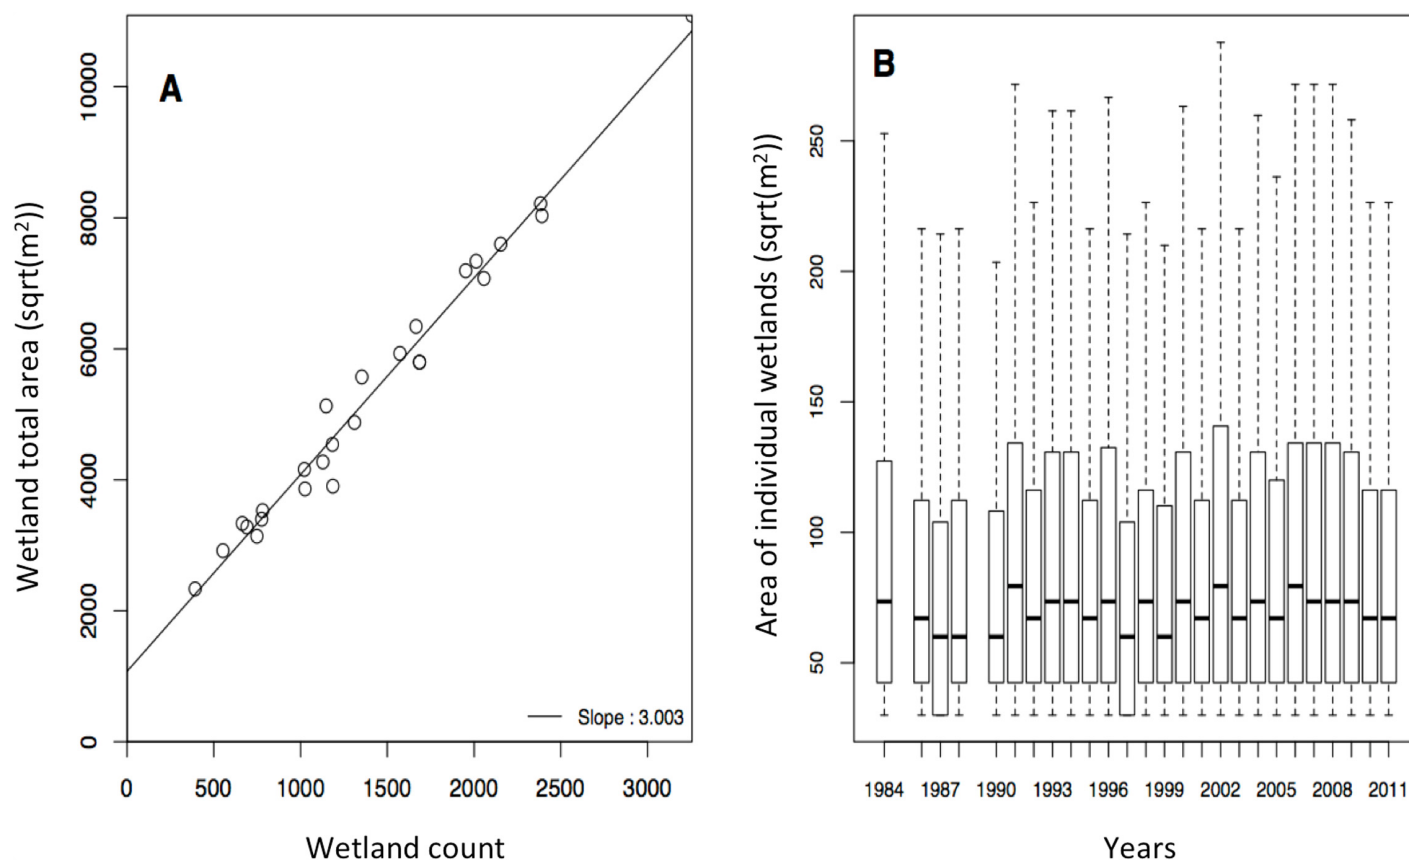 A
Wetland total area (sqrt(m²))
10000
8000
6000
4000
2000
0
Slope : 3.003
0 500 1000 1500 2000 2500 3000
Wetland count
B
Area of individual wetlands (sqrt(m²))
250
200
150
100
50
1984 1987 1990 1993 1996 1999 2002 2005 2008 2011
Years